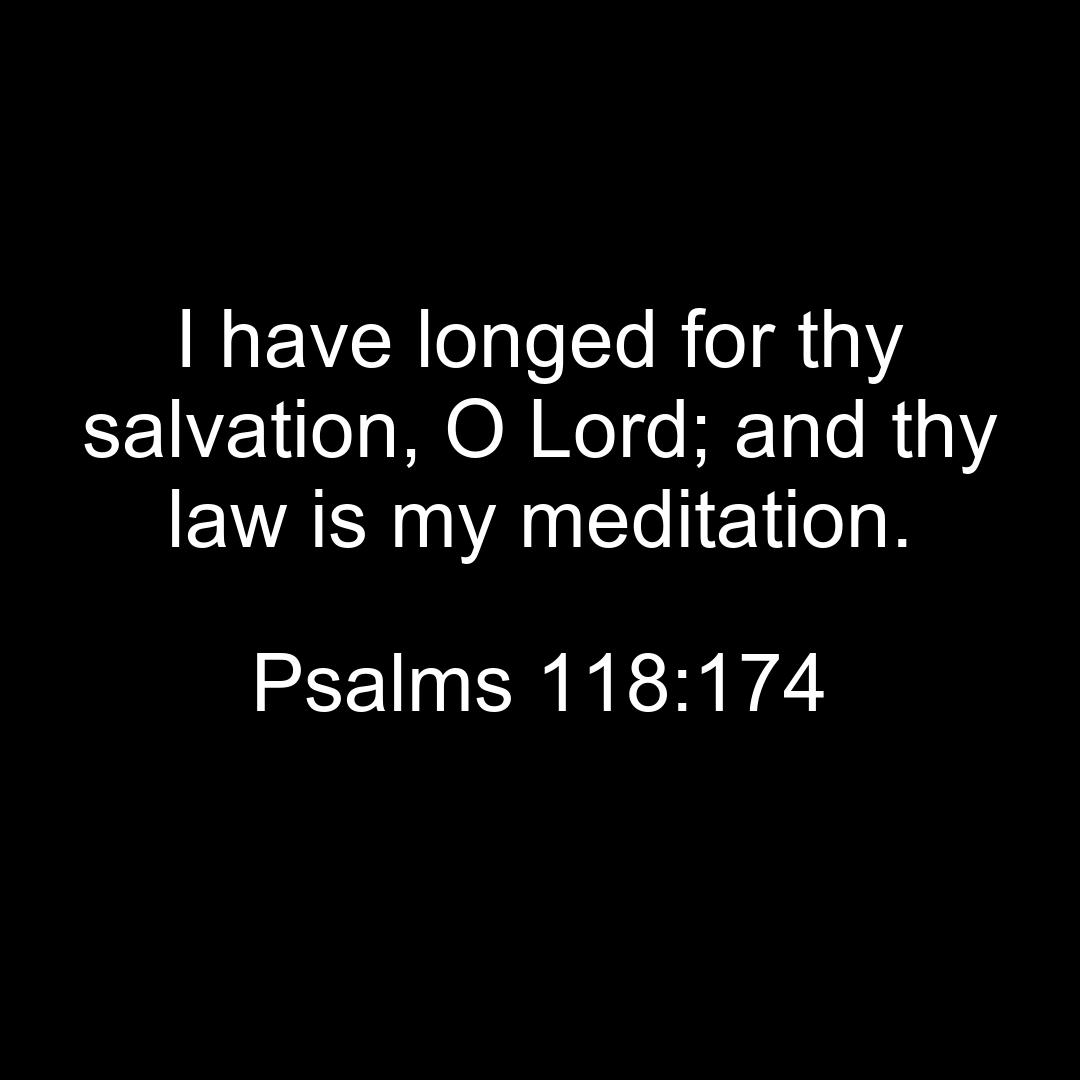 I have longed for thy
salvation, O Lord; and thy
law is my meditation.
Psalms 118:174